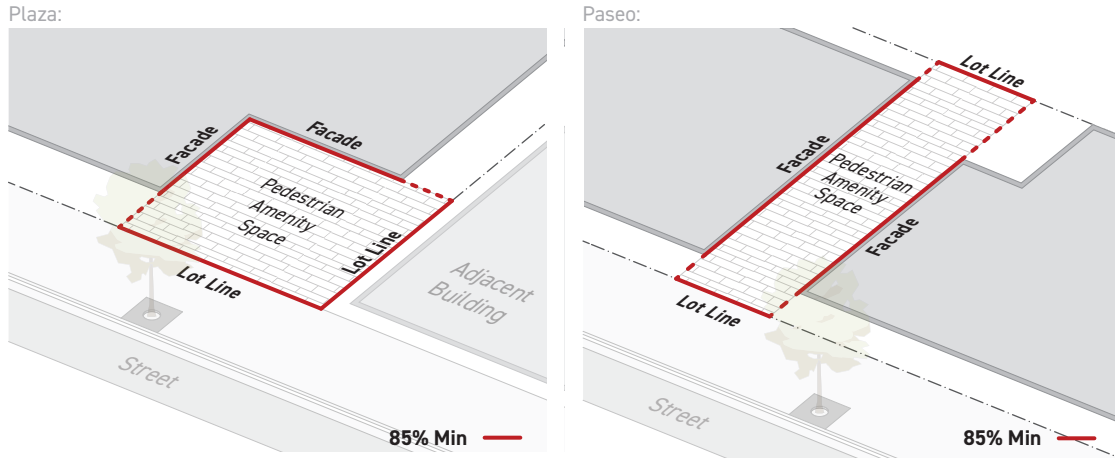 Plaza:
Facade
Facade
Pedestrian
Amenity
Space
Lot Line
Lot Line
Adjacent
Building
Street
85% Min
Paseo:
Lot Line
Facade
Pedestrian
Amenity
Space
Facade
Lot Line
Street
85% Min